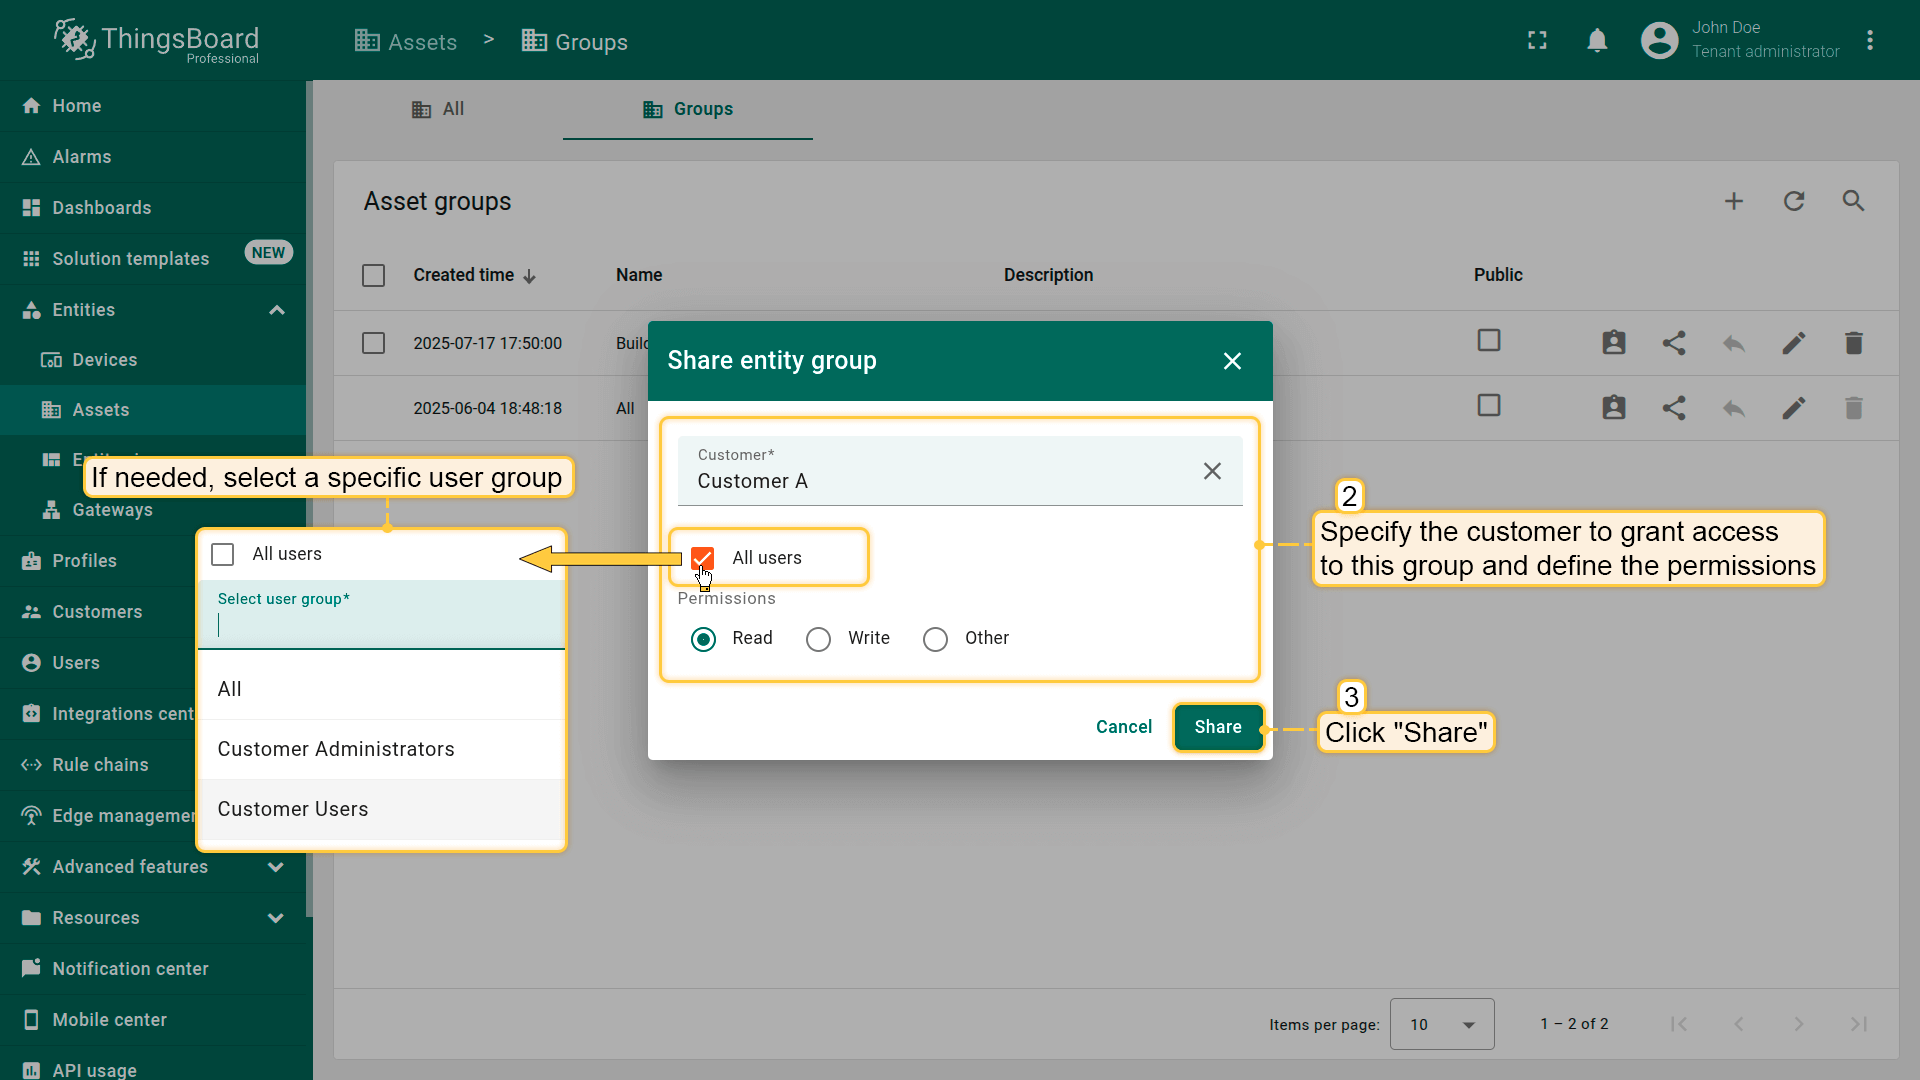 ThingsBoard
Professional
Assets > Groups
John Doe
Tenant administrator
Home
Alarms
Dashboards
Solution templates
NEW
Entities
Devices
Assets
Gateways
Profiles
Customers
Users
Integrations cent
Rule chains
Edge managemen
Advanced features
Resources
Notification center
Mobile center
API usage
All
Groups
Asset groups
Created time
Name
Description
Public
2025-07-17 17:50:00
Build
2025-06-04 18:48:18
All
Share entity group
Customer*
Customer A
All users
Permissions
Read
Write
Other
Cancel
Share
If needed, select a specific user group
All users
Select user group*
All
Customer Administrators
Customer Users
2
Specify the customer to grant access
to this group and define the permissions
3
Click "Share"
Items per page:
10
1 – 2 of 2